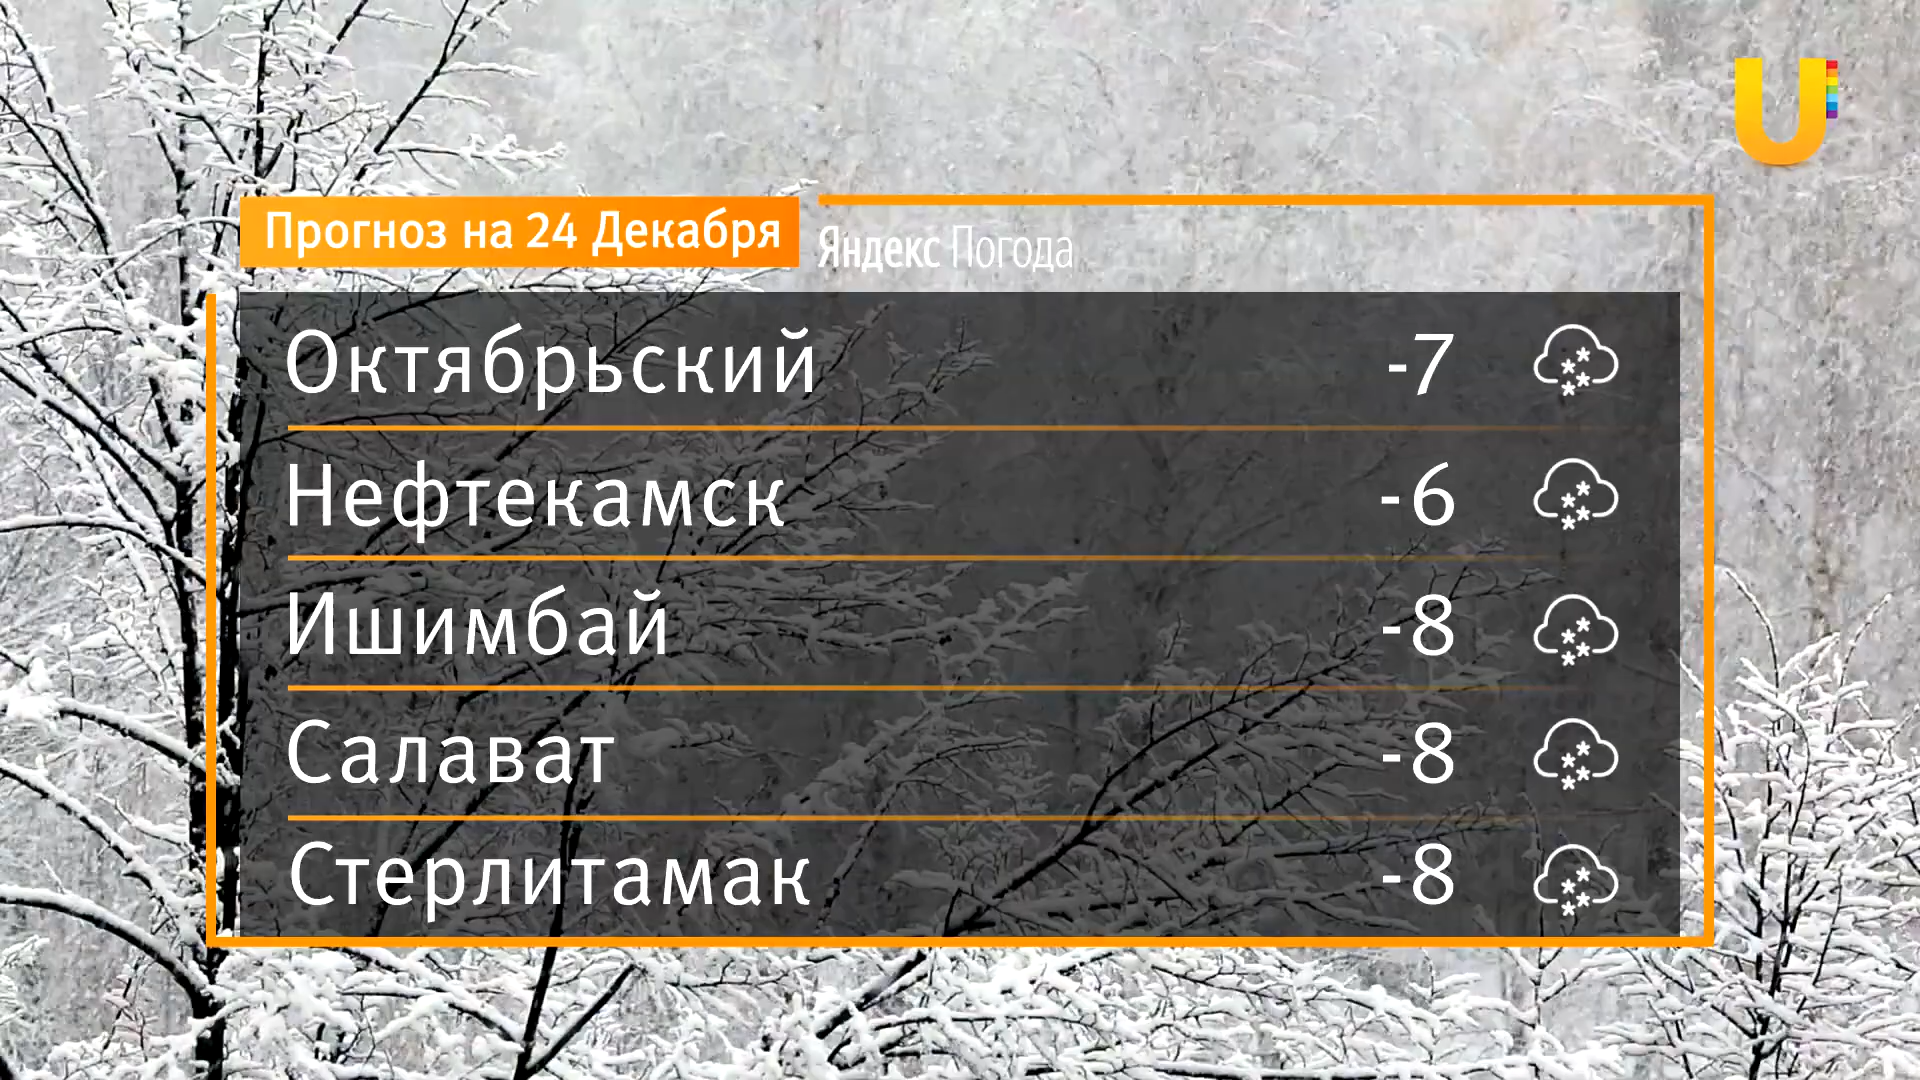 U
Прогноз на 24 Декабря
Яндекс Погода
Октябрьский -7
Нефтекамск -6
Ишимбай -8
Салават -8
Стерлитамак -8